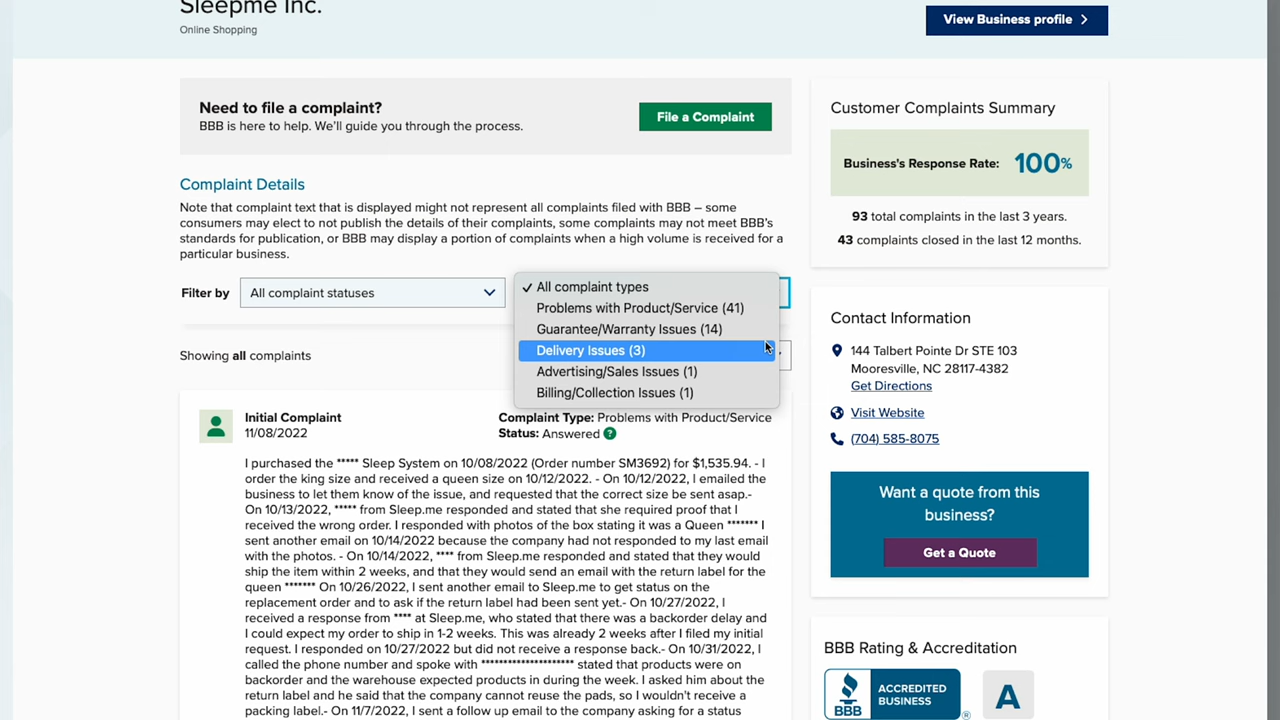 Sleepme Inc.
Online Shopping
View Business profile
Need to file a complaint?
BBB is here to help. We'll guide you through the process.
File a Complaint
Complaint Details
Note that complaint text that is displayed might not represent all complaints filed with BBB – some
consumers may elect to not publish the details of their complaints, some complaints may not meet BBB's
standards for publication, or BBB may display a portion of complaints when a high volume is received for a
particular business.
Filter by
All complaint statuses
✓ All complaint types
Problems with Product/Service (41)
Guarantee/Warranty Issues (14)
Delivery Issues (3)
Advertising/Sales Issues (1)
Billing/Collection Issues (1)
Showing all complaints
Initial Complaint
11/08/2022
Complaint Type: Problems with Product/Service
Status: Answered ?
I purchased the ***** Sleep System on 10/08/2022 (Order number SM3692) for $1,535.94. - I
order the king size and received a queen size on 10/12/2022. - On 10/12/2022, I emailed the
business to let them know of the issue, and requested that the correct size be sent asap.-
On 10/13/2022, ***** from Sleep.me responded and stated that she required proof that I
received the wrong order. I responded with photos of the box stating it was a Queen ******* I
sent another email on 10/14/2022 because the company had not responded to my last email
with the photos. - On 10/14/2022, **** from Sleep.me responded and stated that they would
ship the item within 2 weeks, and that they would send an email with the return label for the
queen ******* On 10/26/2022, I sent another email to Sleep.me to get status on the
replacement order and to ask if the return label had been sent yet.- On 10/27/2022, I
received a response from **** at Sleep.me, who stated that there was a backorder delay and
I could expect my order to ship in 1-2 weeks. This was already 2 weeks after I filed my initial
request. I responded on 10/27/2022 but did not receive a response back.- On 10/31/2022, I
called the phone number and spoke with ********************* stated that products were on
backorder and the warehouse expected products in during the week. I asked him about the
return label and he said that the company cannot reuse the pads, so I wouldn't receive a
packing label.- On 11/7/2022, I sent a follow up email to the company asking for a status
Customer Complaints Summary
Business's Response Rate: 100%
93 total complaints in the last 3 years.
43 complaints closed in the last 12 months.
Contact Information
144 Talbert Pointe Dr STE 103
Mooresville, NC 28117-4382
Get Directions
Visit Website
(704) 585-8075
Want a quote from this
business?
Get a Quote
BBB Rating & Accreditation
BBB
ACCREDITED
BUSINESS
®
A